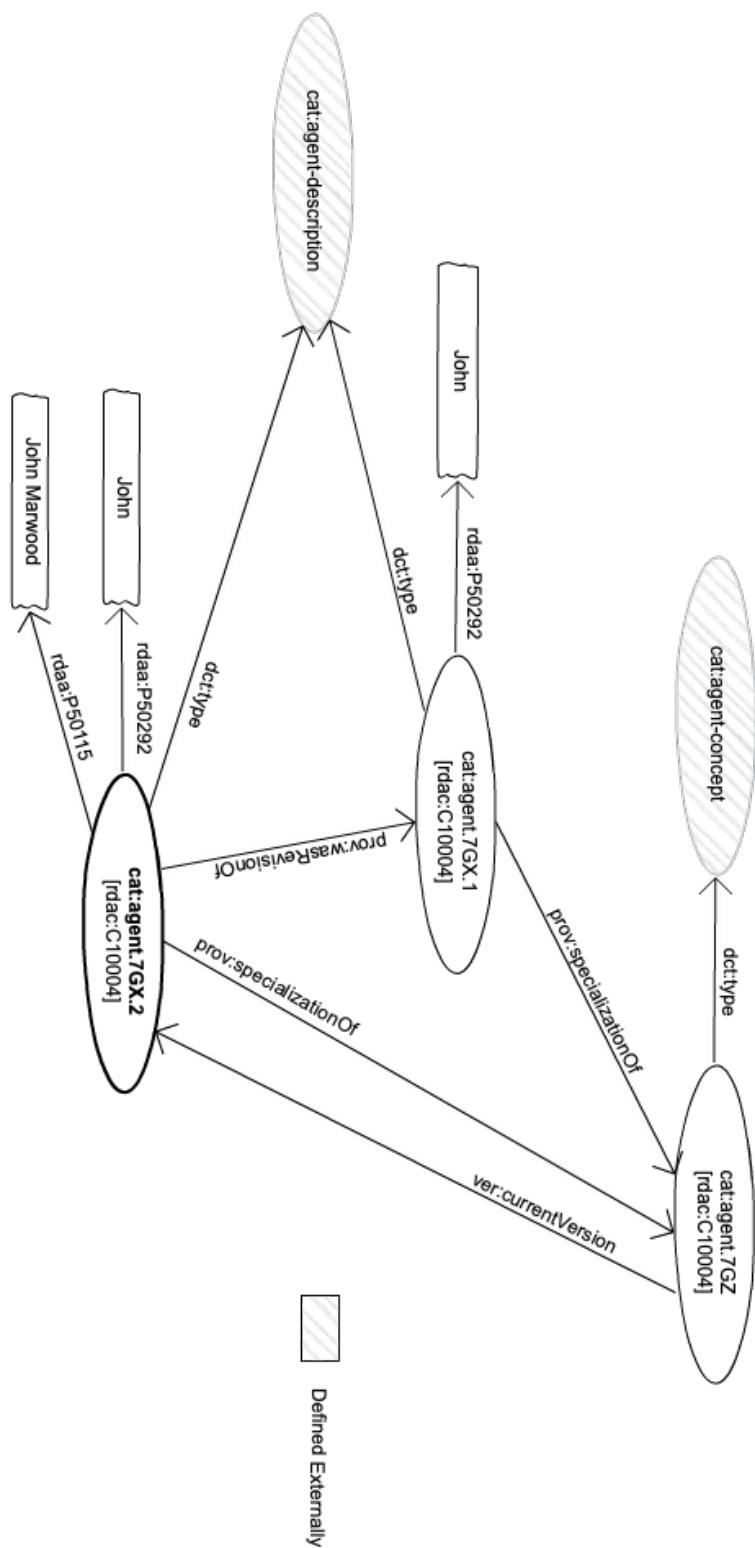 cat:agent-concept
dct:type
cat:agent.7GZ
[rdac:C10004]
prov:specializationOf
John
rdaa:P50292
cat:agent.7GX.1
[rdac:C10004]
ver:currentVersion
dct:type
cat:agent-description
prov:wasRevisionOf
prov:specializationOf
Defined Externally
dct:type
John
rdaa:P50292
cat:agent.7GX.2
[rdac:C10004]
John Marwood
rdaa:P50115